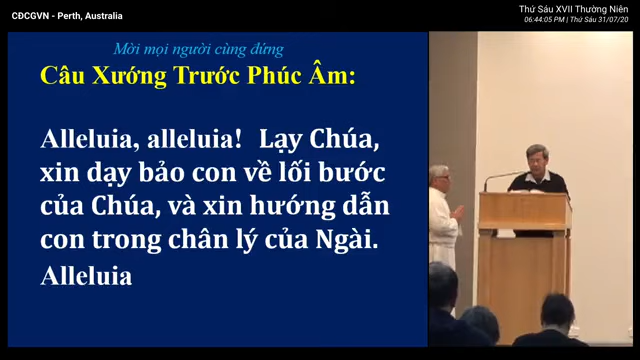 CĐCGVN - Perth, Australia
Thứ Sáu XVII Thường Niên
06:44:05 PM | Thứ Sáu 31/07/20
Mời mọi người cùng đứng
Câu Xướng Trước Phúc Âm:
Alleluia, alleluia! Lạy Chúa,
xin dạy bảo con về lối bước
của Chúa, và xin hướng dẫn
con trong chân lý của Ngài.
Alleluia